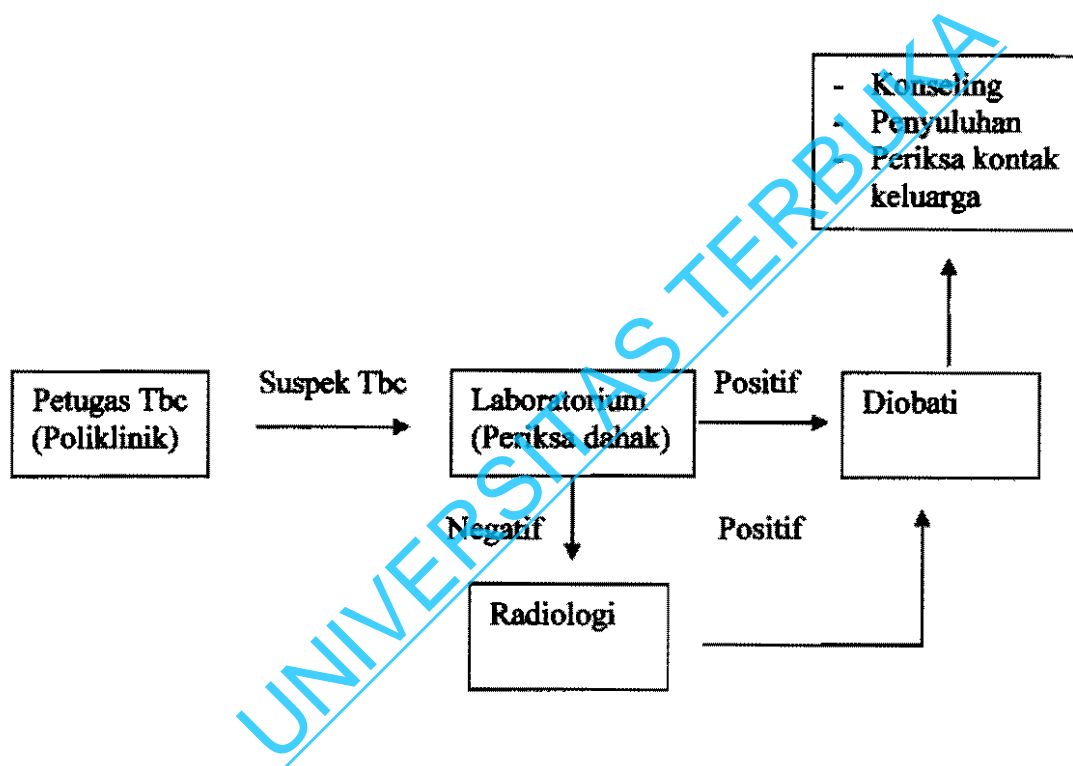 - Konseling
- Penyuluhan
- Periksa kontak
keluarga
Petugas Tbc
(Poliklinik)
Suspek Tbc
Laboratorium
(Periksa dahak)
Positif
Diobati
Negatif
Positif
Radiologi
UNIVERSITAS TERBUKA